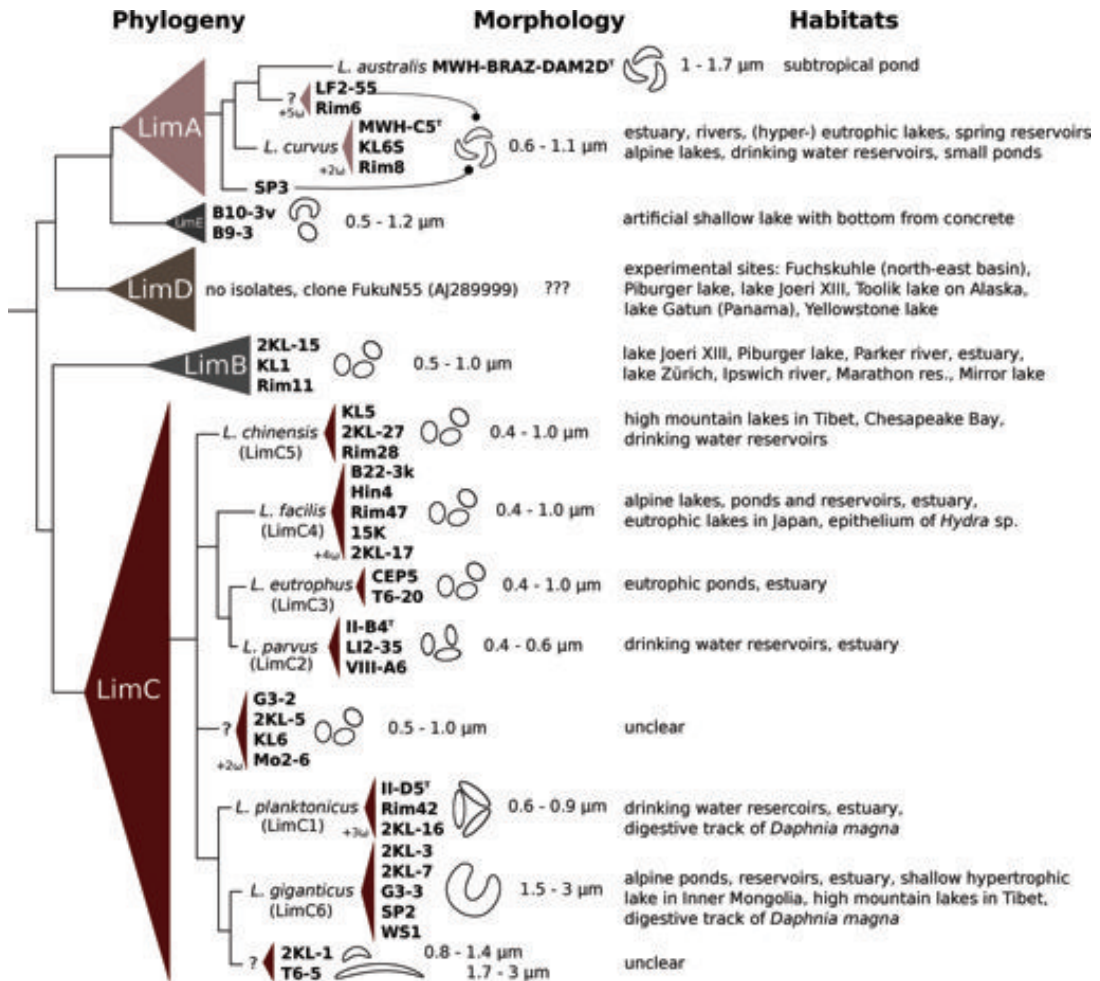 Phylogeny Morphology Habitats
L. australis MWH-BRAZ-DAM2Dᵀ 1 - 1.7 µm subtropical pond
LimA
? LF2-55
+5ω Rim6
L. curvus MWH-C5ᵀ
KL6S
+2ω Rim8
0.6 - 1.1 µm
estuary, rivers, (hyper-) eutrophic lakes, spring reservoirs
alpine lakes, drinking water reservoirs, small ponds
SP3
LimE
B10-3v
B9-3
0.5 - 1.2 µm artificial shallow lake with bottom from concrete
LimD
no isolates, clone FukuN55 (AJ289999) ???
experimental sites: Fuchskuhle (north-east basin),
Piburger lake, lake Joeri XIII, Toolik lake on Alaska,
lake Gatun (Panama), Yellowstone lake
LimB
2KL-15
KL1
Rim11
0.5 - 1.0 µm
lake Joeri XIII, Piburger lake, Parker river, estuary,
lake Zürich, Ipswich river, Marathon res., Mirror lake
LimC
L. chinensis
(LimC5)
KL5
2KL-27
Rim28
0.4 - 1.0 µm
high mountain lakes in Tibet, Chesapeake Bay,
drinking water reservoirs
L. facilis
(LimC4)
+4ω
B22-3k
Hin4
Rim47
15K
2KL-17
0.4 - 1.0 µm
alpine lakes, ponds and reservoirs, estuary,
eutrophic lakes in Japan, epithelium of Hydra sp.
L. eutrophus
(LimC3)
CEP5
T6-20
0.4 - 1.0 µm
eutrophic ponds, estuary
L. parvus
(LimC2)
II-B4ᵀ
LI2-35
VIII-A6
0.4 - 0.6 µm
drinking water reservoirs, estuary
?
+2ω
G3-2
2KL-5
KL6
Mo2-6
0.5 - 1.0 µm
unclear
L. planktonicus
(LimC1)
+3ω
II-D5ᵀ
Rim42
2KL-16
0.6 - 0.9 µm
drinking water resercoirs, estuary,
digestive track of Daphnia magna
L. giganticus
(LimC6)
2KL-3
2KL-7
G3-3
SP2
WS1
1.5 - 3 µm
alpine ponds, reservoirs, estuary, shallow hypertrophic
lake in Inner Mongolia, high mountain lakes in Tibet,
digestive track of Daphnia magna
?
2KL-1
T6-5
0.8 - 1.4 µm
1.7 - 3 µm
unclear